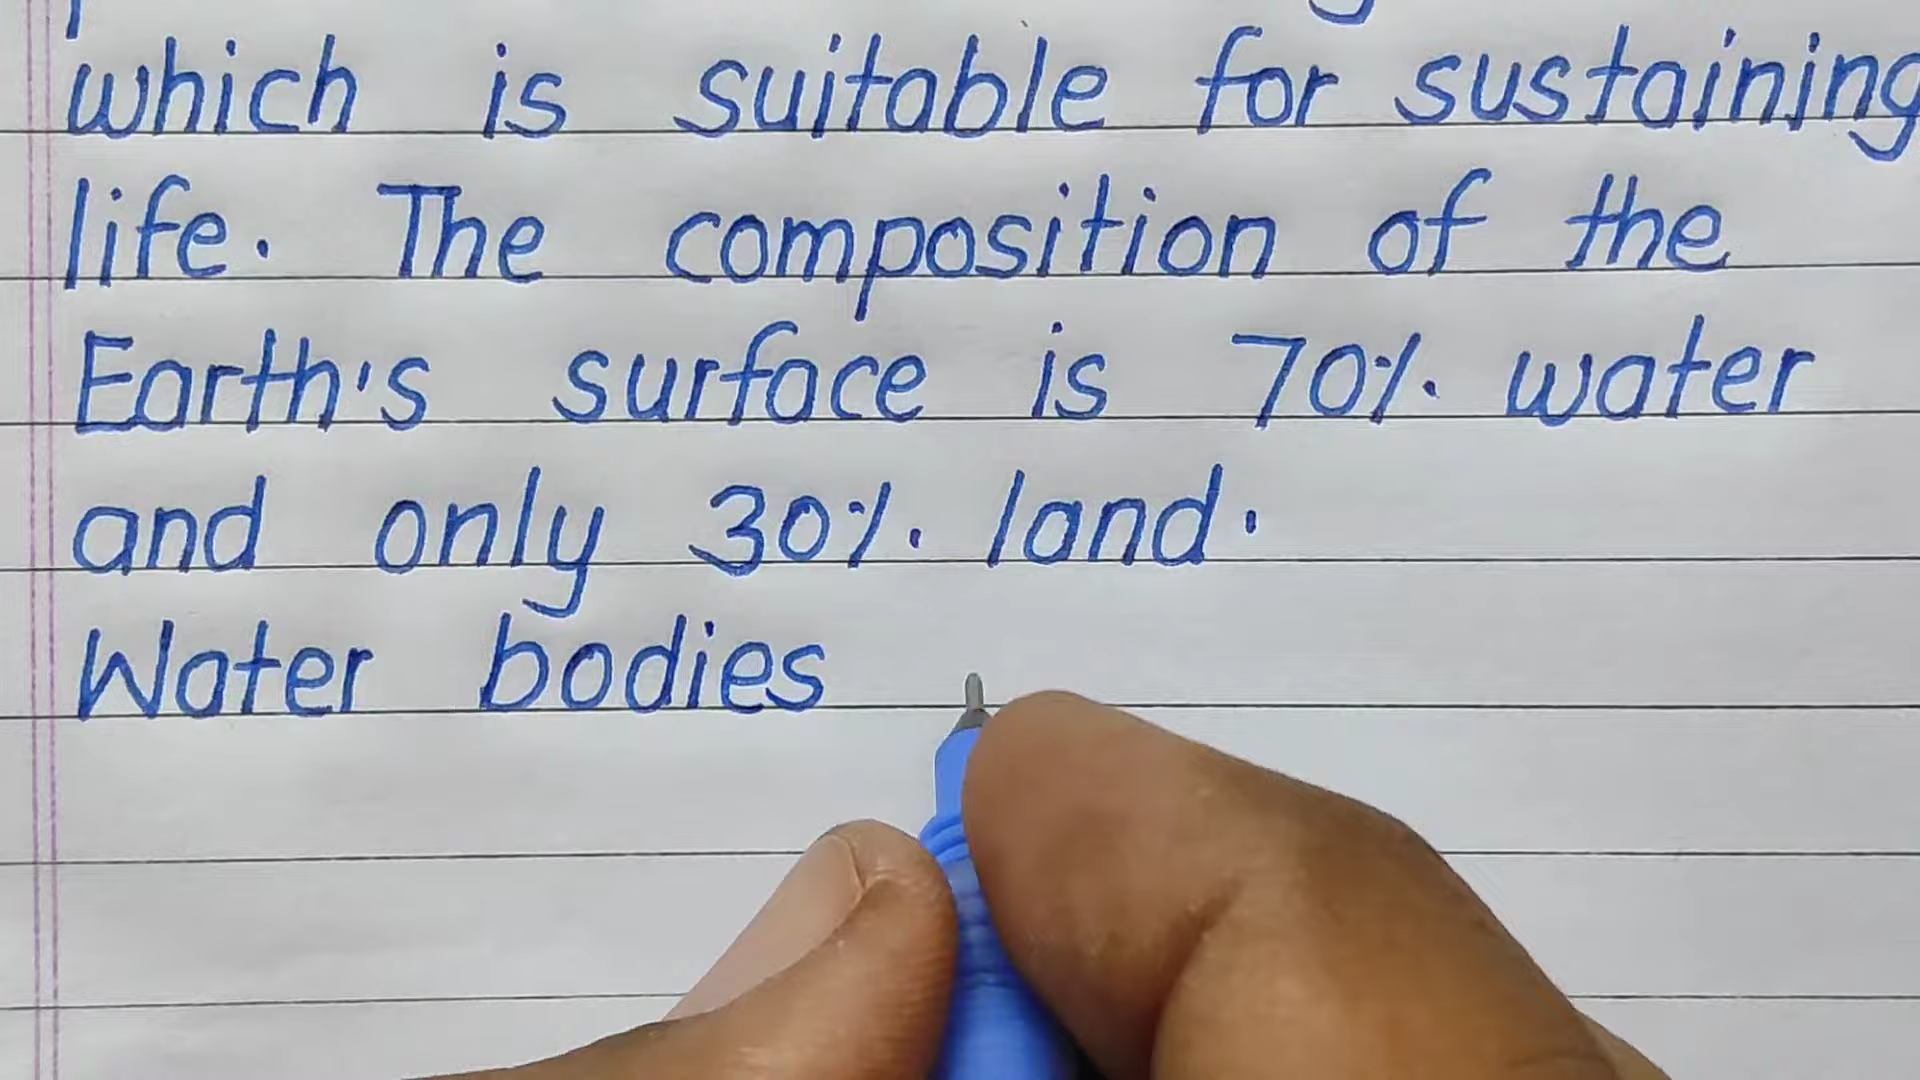 which is suitable for sustaining
life. The composition of the
Earth's surface is 70% water
and only 30% land.
Water bodies